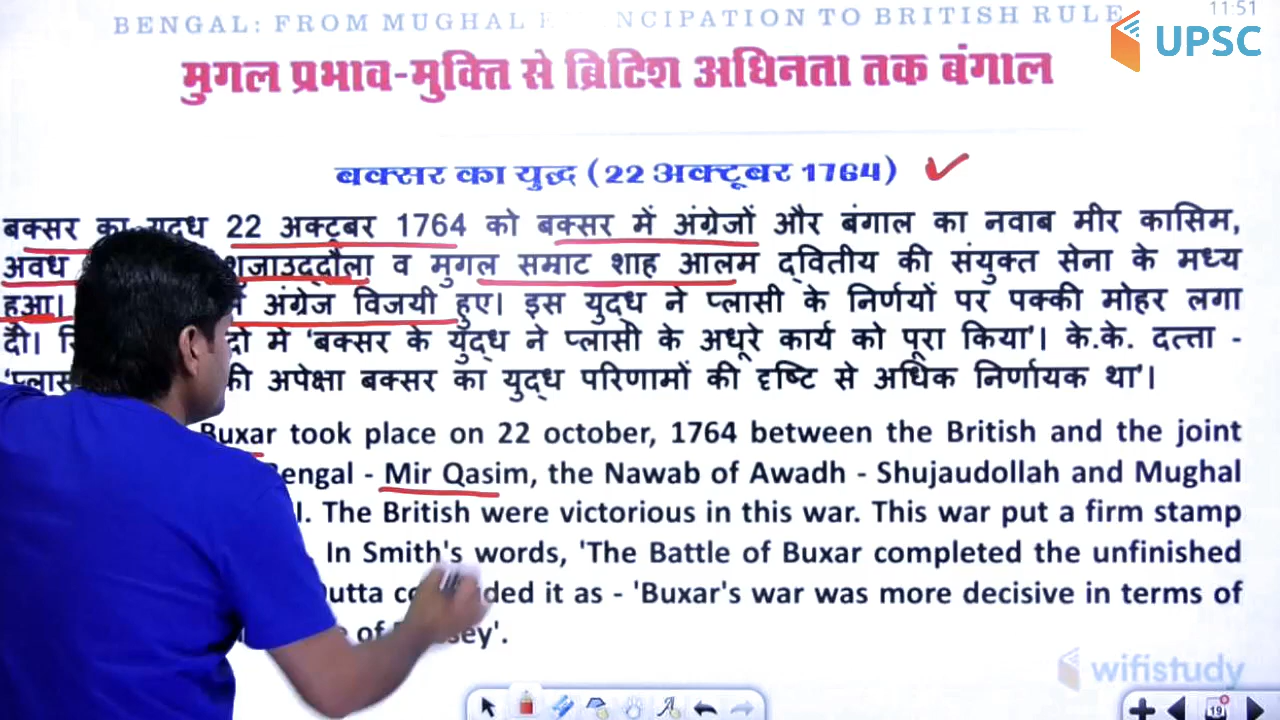 BENGAL: FROM MUGHAL NCIPATION TO BRITISH RULE
11:51
UPSC
मुगल प्रभाव-मुक्ति से ब्रिटिश अधिनता तक बंगाल
बक्सर का युद्ध (22 अक्टूबर 1764)
बक्सर का युद्ध 22 अक्टूबर 1764 को बक्सर में अंग्रेजों और बंगाल का नवाब मीर कासिम,
अवध शुजाउद्दौला व मुगल सम्राट शाह आलम द्वितीय की संयुक्त सेना के मध्य
हुआ। में अंग्रेज विजयी हुए। इस युद्ध ने प्लासी के निर्णयों पर पक्की मोहर लगा
दी। 'बक्सर के युद्ध ने प्लासी के अधूरे कार्य को पूरा किया'। के.के. दत्ता -
की अपेक्षा बक्सर का युद्ध परिणामों की दृष्टि से अधिक निर्णायक था'।
Buxar took place on 22 october, 1764 between the British and the joint
engal - Mir Qasim, the Nawab of Awadh - Shujaudollah and Mughal
I. The British were victorious in this war. This war put a firm stamp
In Smith's words, 'The Battle of Buxar completed the unfinished
utta ded it as - 'Buxar's war was more decisive in terms of
of sey'.
wifistudy
19